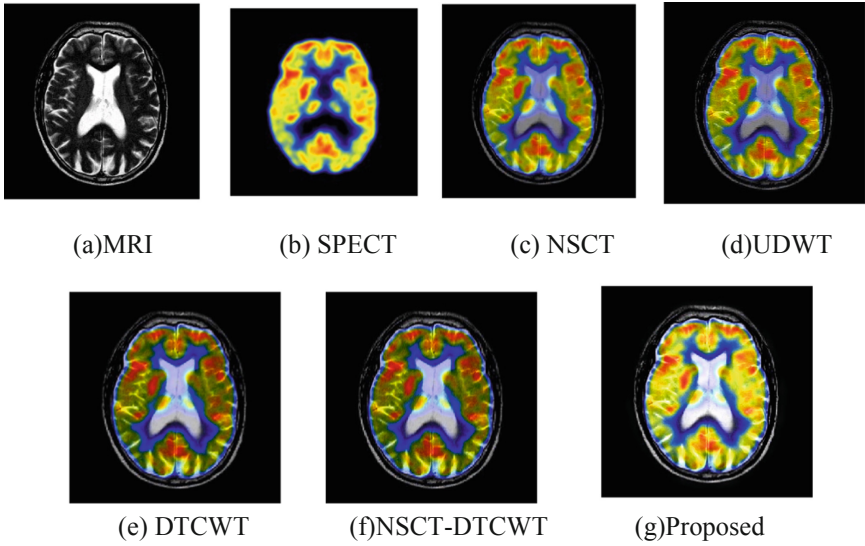 (a)MRI
(b) SPECT
(c) NSCT
(d)UDWT
(e) DTCWT
(f)NSCT-DTCWT
(g)Proposed